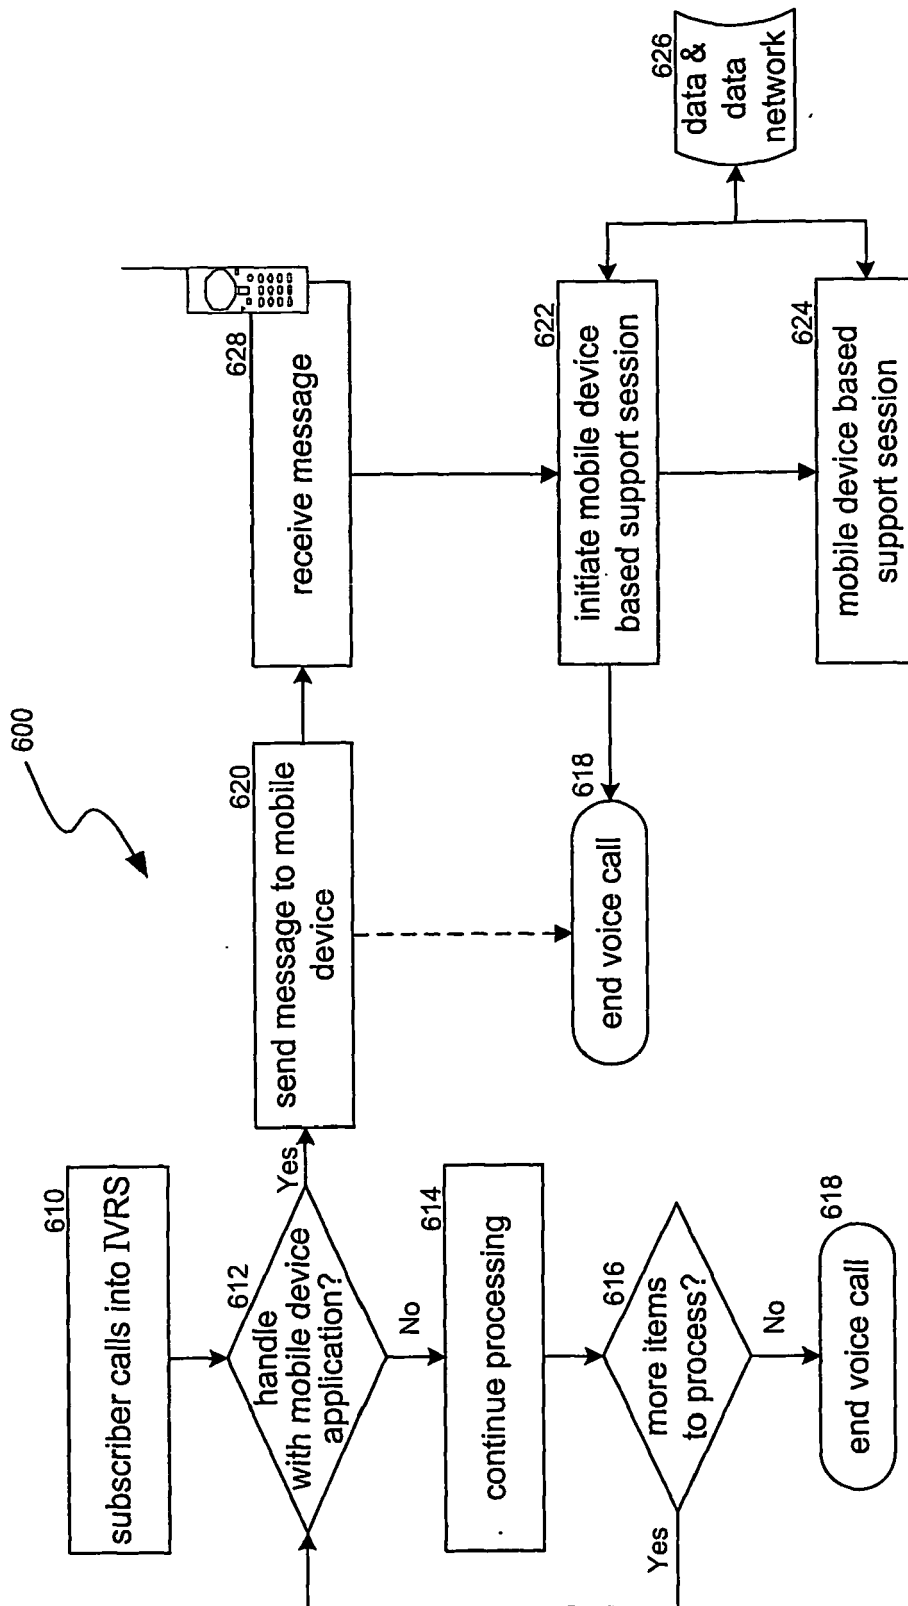 600
610
subscriber calls into IVRS
612
handle
with mobile device
application?
Yes
No
614
continue processing
616
more items
to process?
Yes
No
618
end voice call
620
send message to mobile
device
618
end voice call
628
receive message
622
initiate mobile device
based support session
624
mobile device based
support session
626
data &
data
network